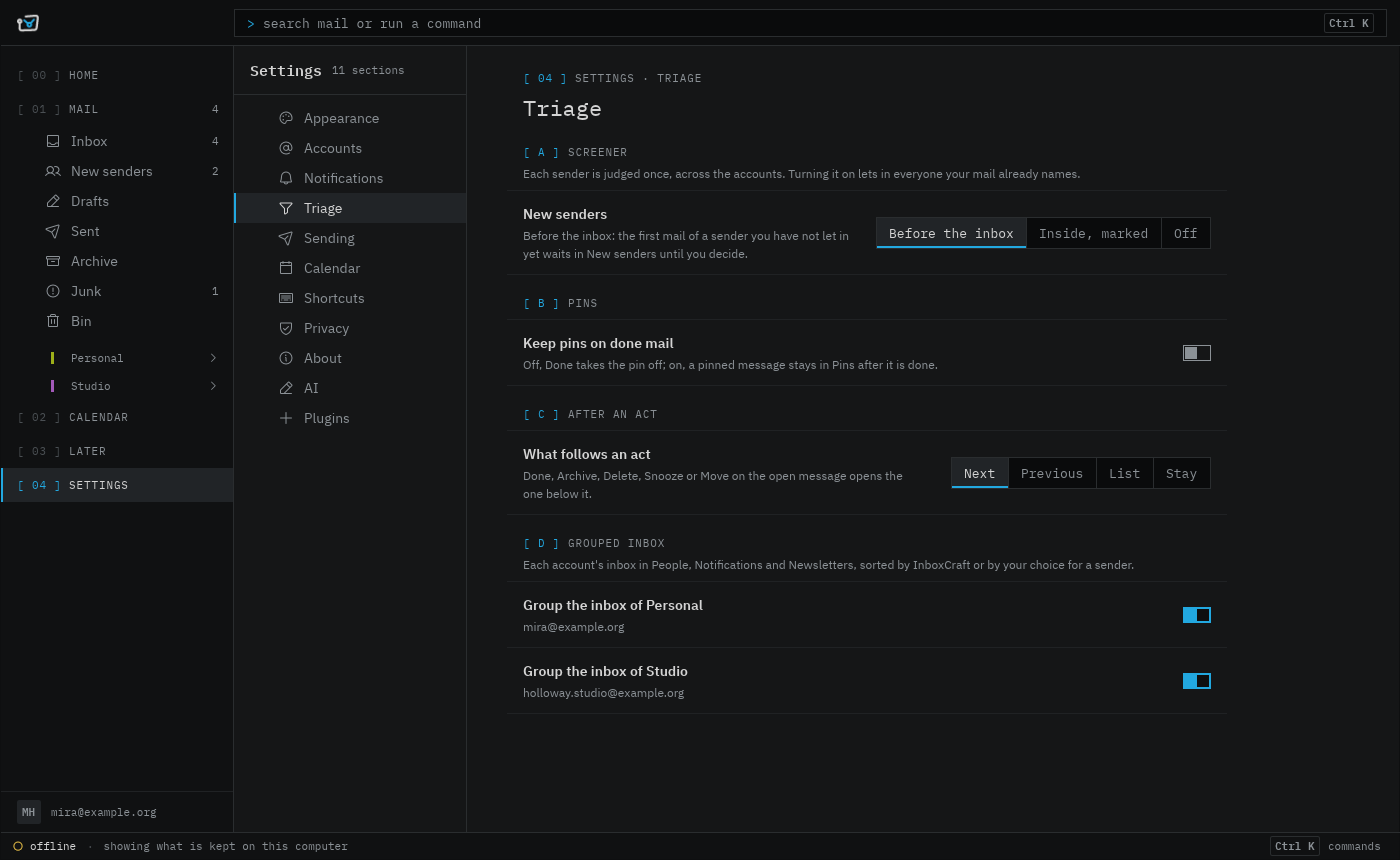 > search mail or run a command
Ctrl K
[ 00 ] HOME
[ 01 ] MAIL 4
Inbox 4
New senders 2
Drafts
Sent
Archive
Junk 1
Bin
Personal
Studio
[ 02 ] CALENDAR
[ 03 ] LATER
[ 04 ] SETTINGS
MH mira@example.org
Settings 11 sections
Appearance
Accounts
Notifications
Triage
Sending
Calendar
Shortcuts
Privacy
About
AI
Plugins
[ 04 ] SETTINGS · TRIAGE
Triage
[ A ] SCREENER
Each sender is judged once, across the accounts. Turning it on lets in everyone your mail already names.
New senders
Before the inbox: the first mail of a sender you have not let in
yet waits in New senders until you decide.
Before the inbox Inside, marked Off
[ B ] PINS
Keep pins on done mail
Off, Done takes the pin off; on, a pinned message stays in Pins after it is done.
[ C ] AFTER AN ACT
What follows an act
Done, Archive, Delete, Snooze or Move on the open message opens the
one below it.
Next Previous List Stay
[ D ] GROUPED INBOX
Each account's inbox in People, Notifications and Newsletters, sorted by InboxCraft or by your choice for a sender.
Group the inbox of Personal
mira@example.org
Group the inbox of Studio
holloway.studio@example.org
offline · showing what is kept on this computer
Ctrl K commands